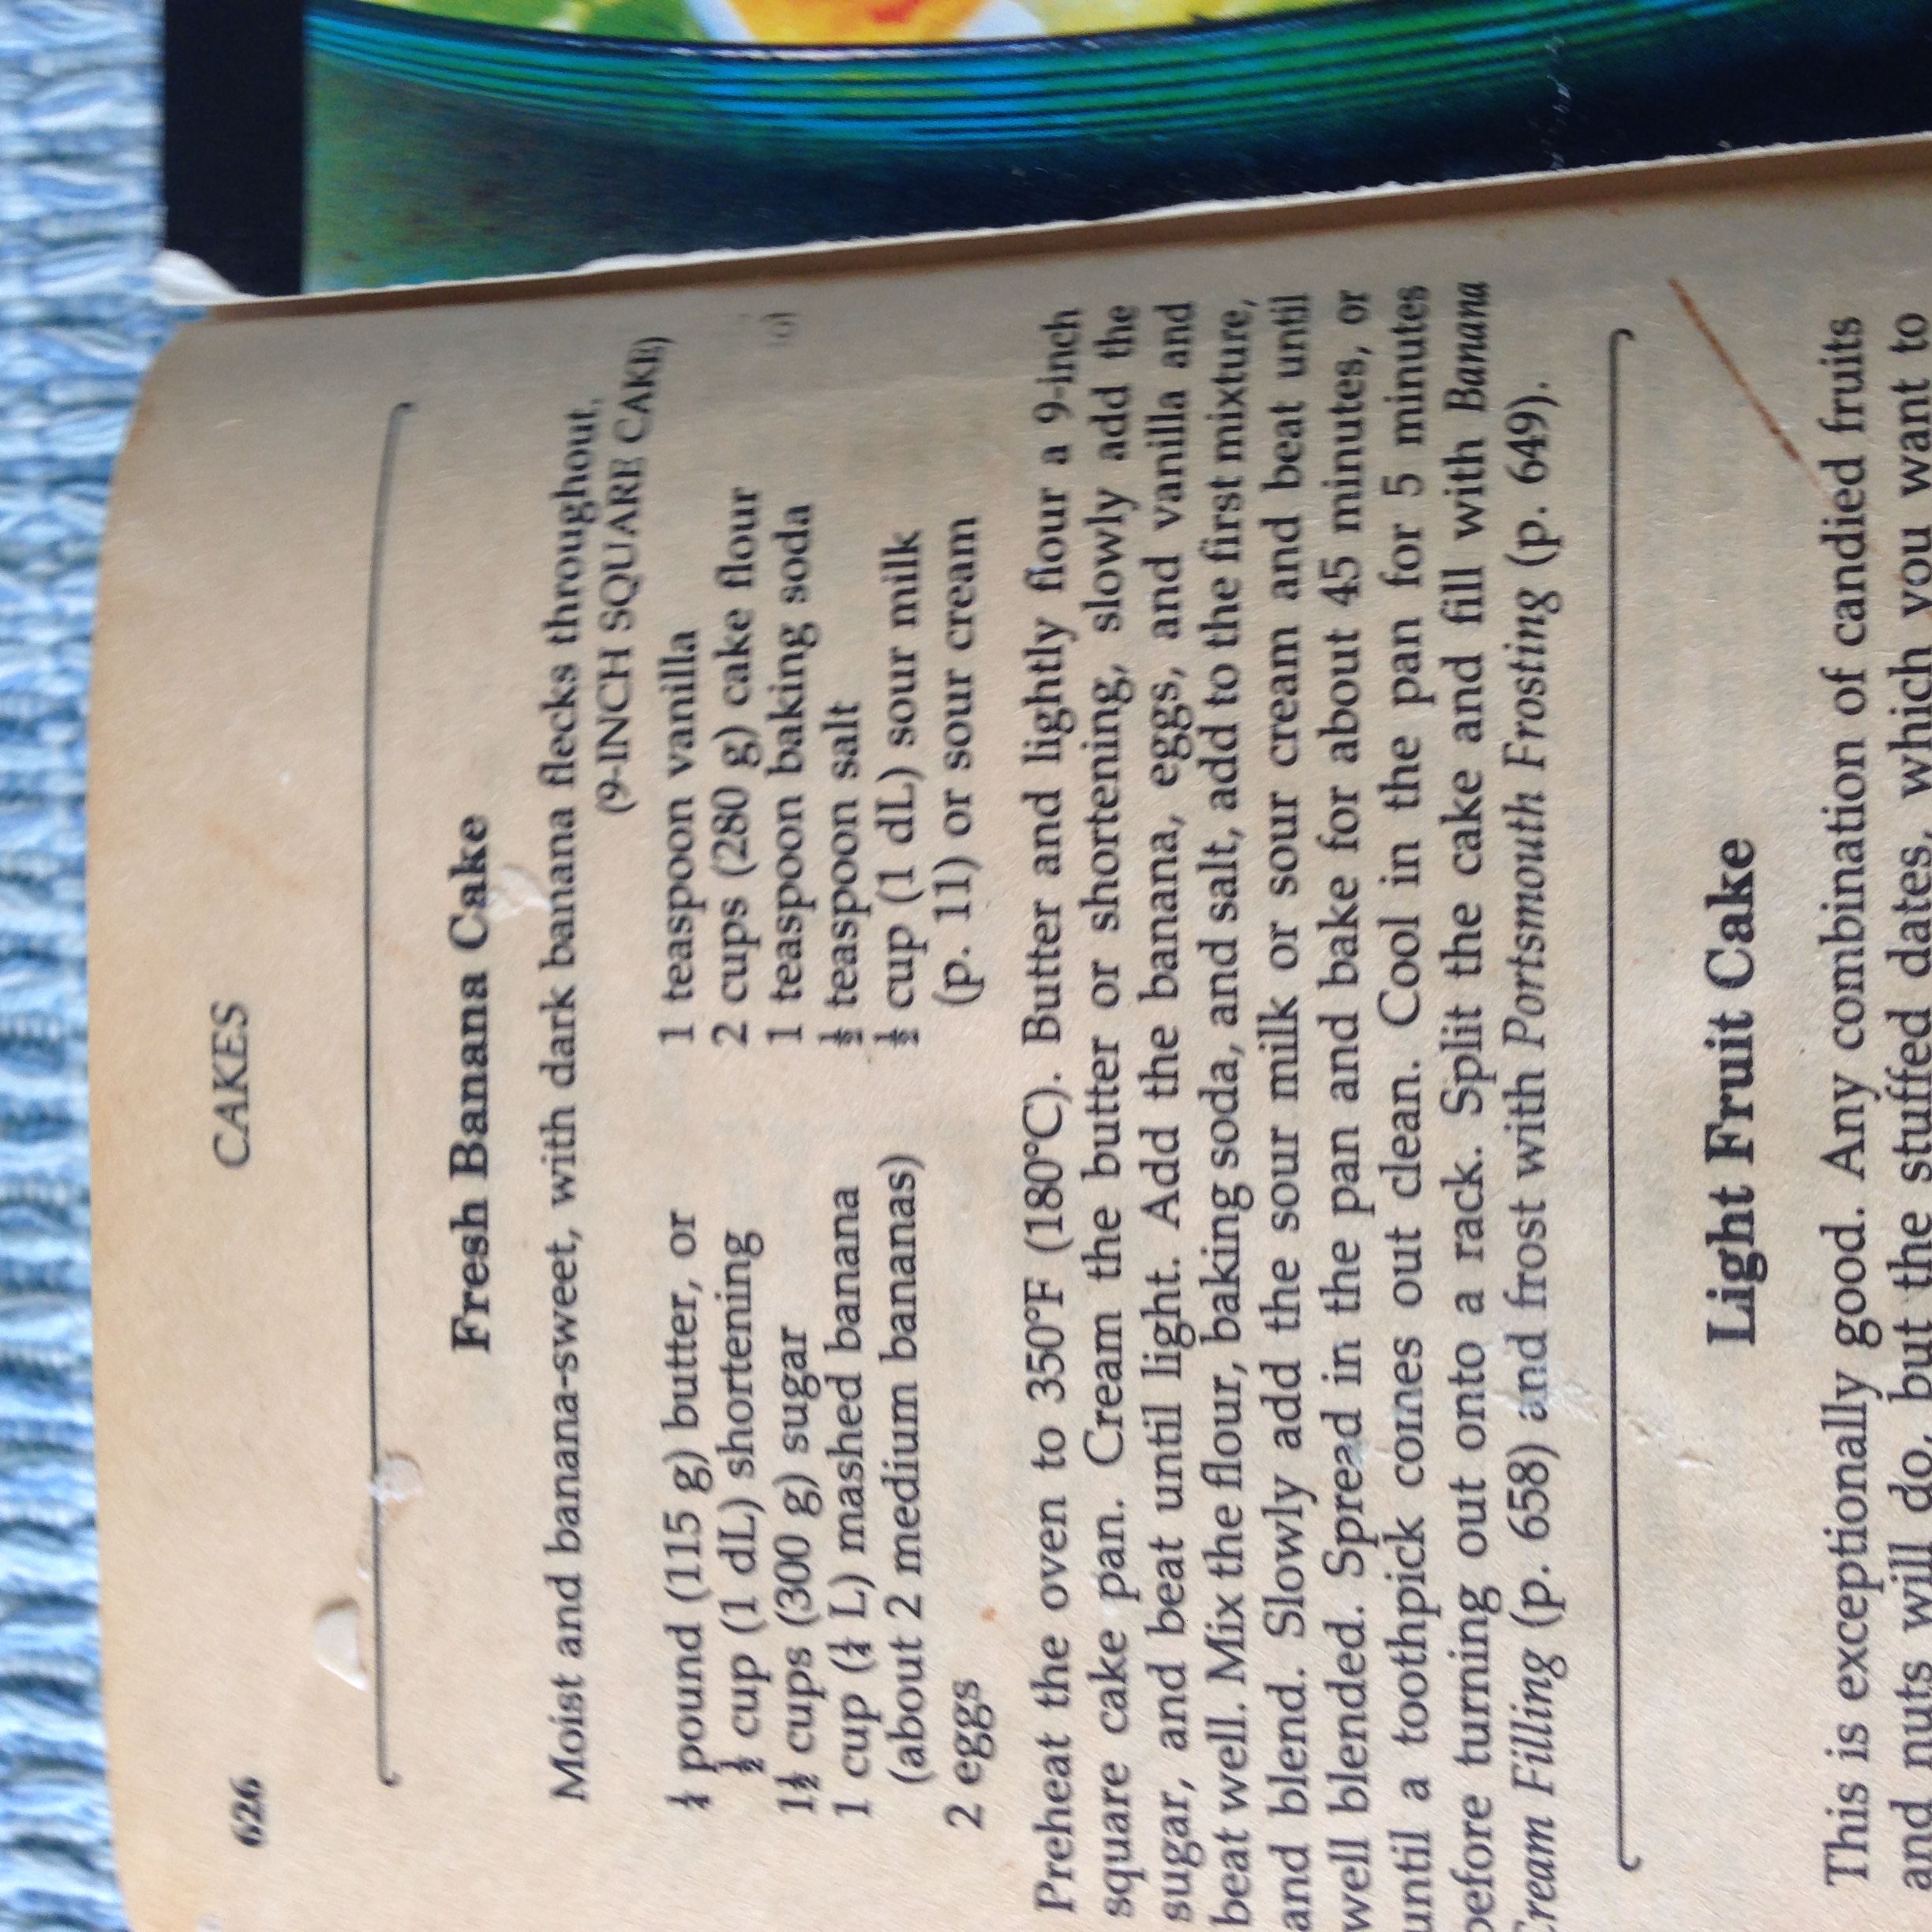 626
CAKES
Fresh Banana Cake
Moist and banana-sweet, with dark banana flecks throughout.
(9-INCH SQUARE CAKE)
¼ pound (115 g) butter, or
½ cup (1 dL) shortening
1½ cups (300 g) sugar
1 cup (¼ L) mashed banana
(about 2 medium bananas)
2 eggs
1 teaspoon vanilla
2 cups (280 g) cake flour
1 teaspoon baking soda
½ teaspoon salt
½ cup (1 dL) sour milk
(p. 11) or sour cream
Preheat the oven to 350°F (180°C). Butter and lightly flour a 9-inch
square cake pan. Cream the butter or shortening, slowly add the
sugar, and beat until light. Add the banana, eggs, and vanilla and
beat well. Mix the flour, baking soda, and salt, add to the first mixture,
and blend. Slowly add the sour milk or sour cream and beat until
well blended. Spread in the pan and bake for about 45 minutes, or
until a toothpick comes out clean. Cool in the pan for 5 minutes
before turning out onto a rack. Split the cake and fill with Banana
Cream Filling (p. 658) and frost with Portsmouth Frosting (p. 649).
Light Fruit Cake
This is exceptionally good. Any combination of candied fruits
and nuts will do, but the stuffed dates, which you want to